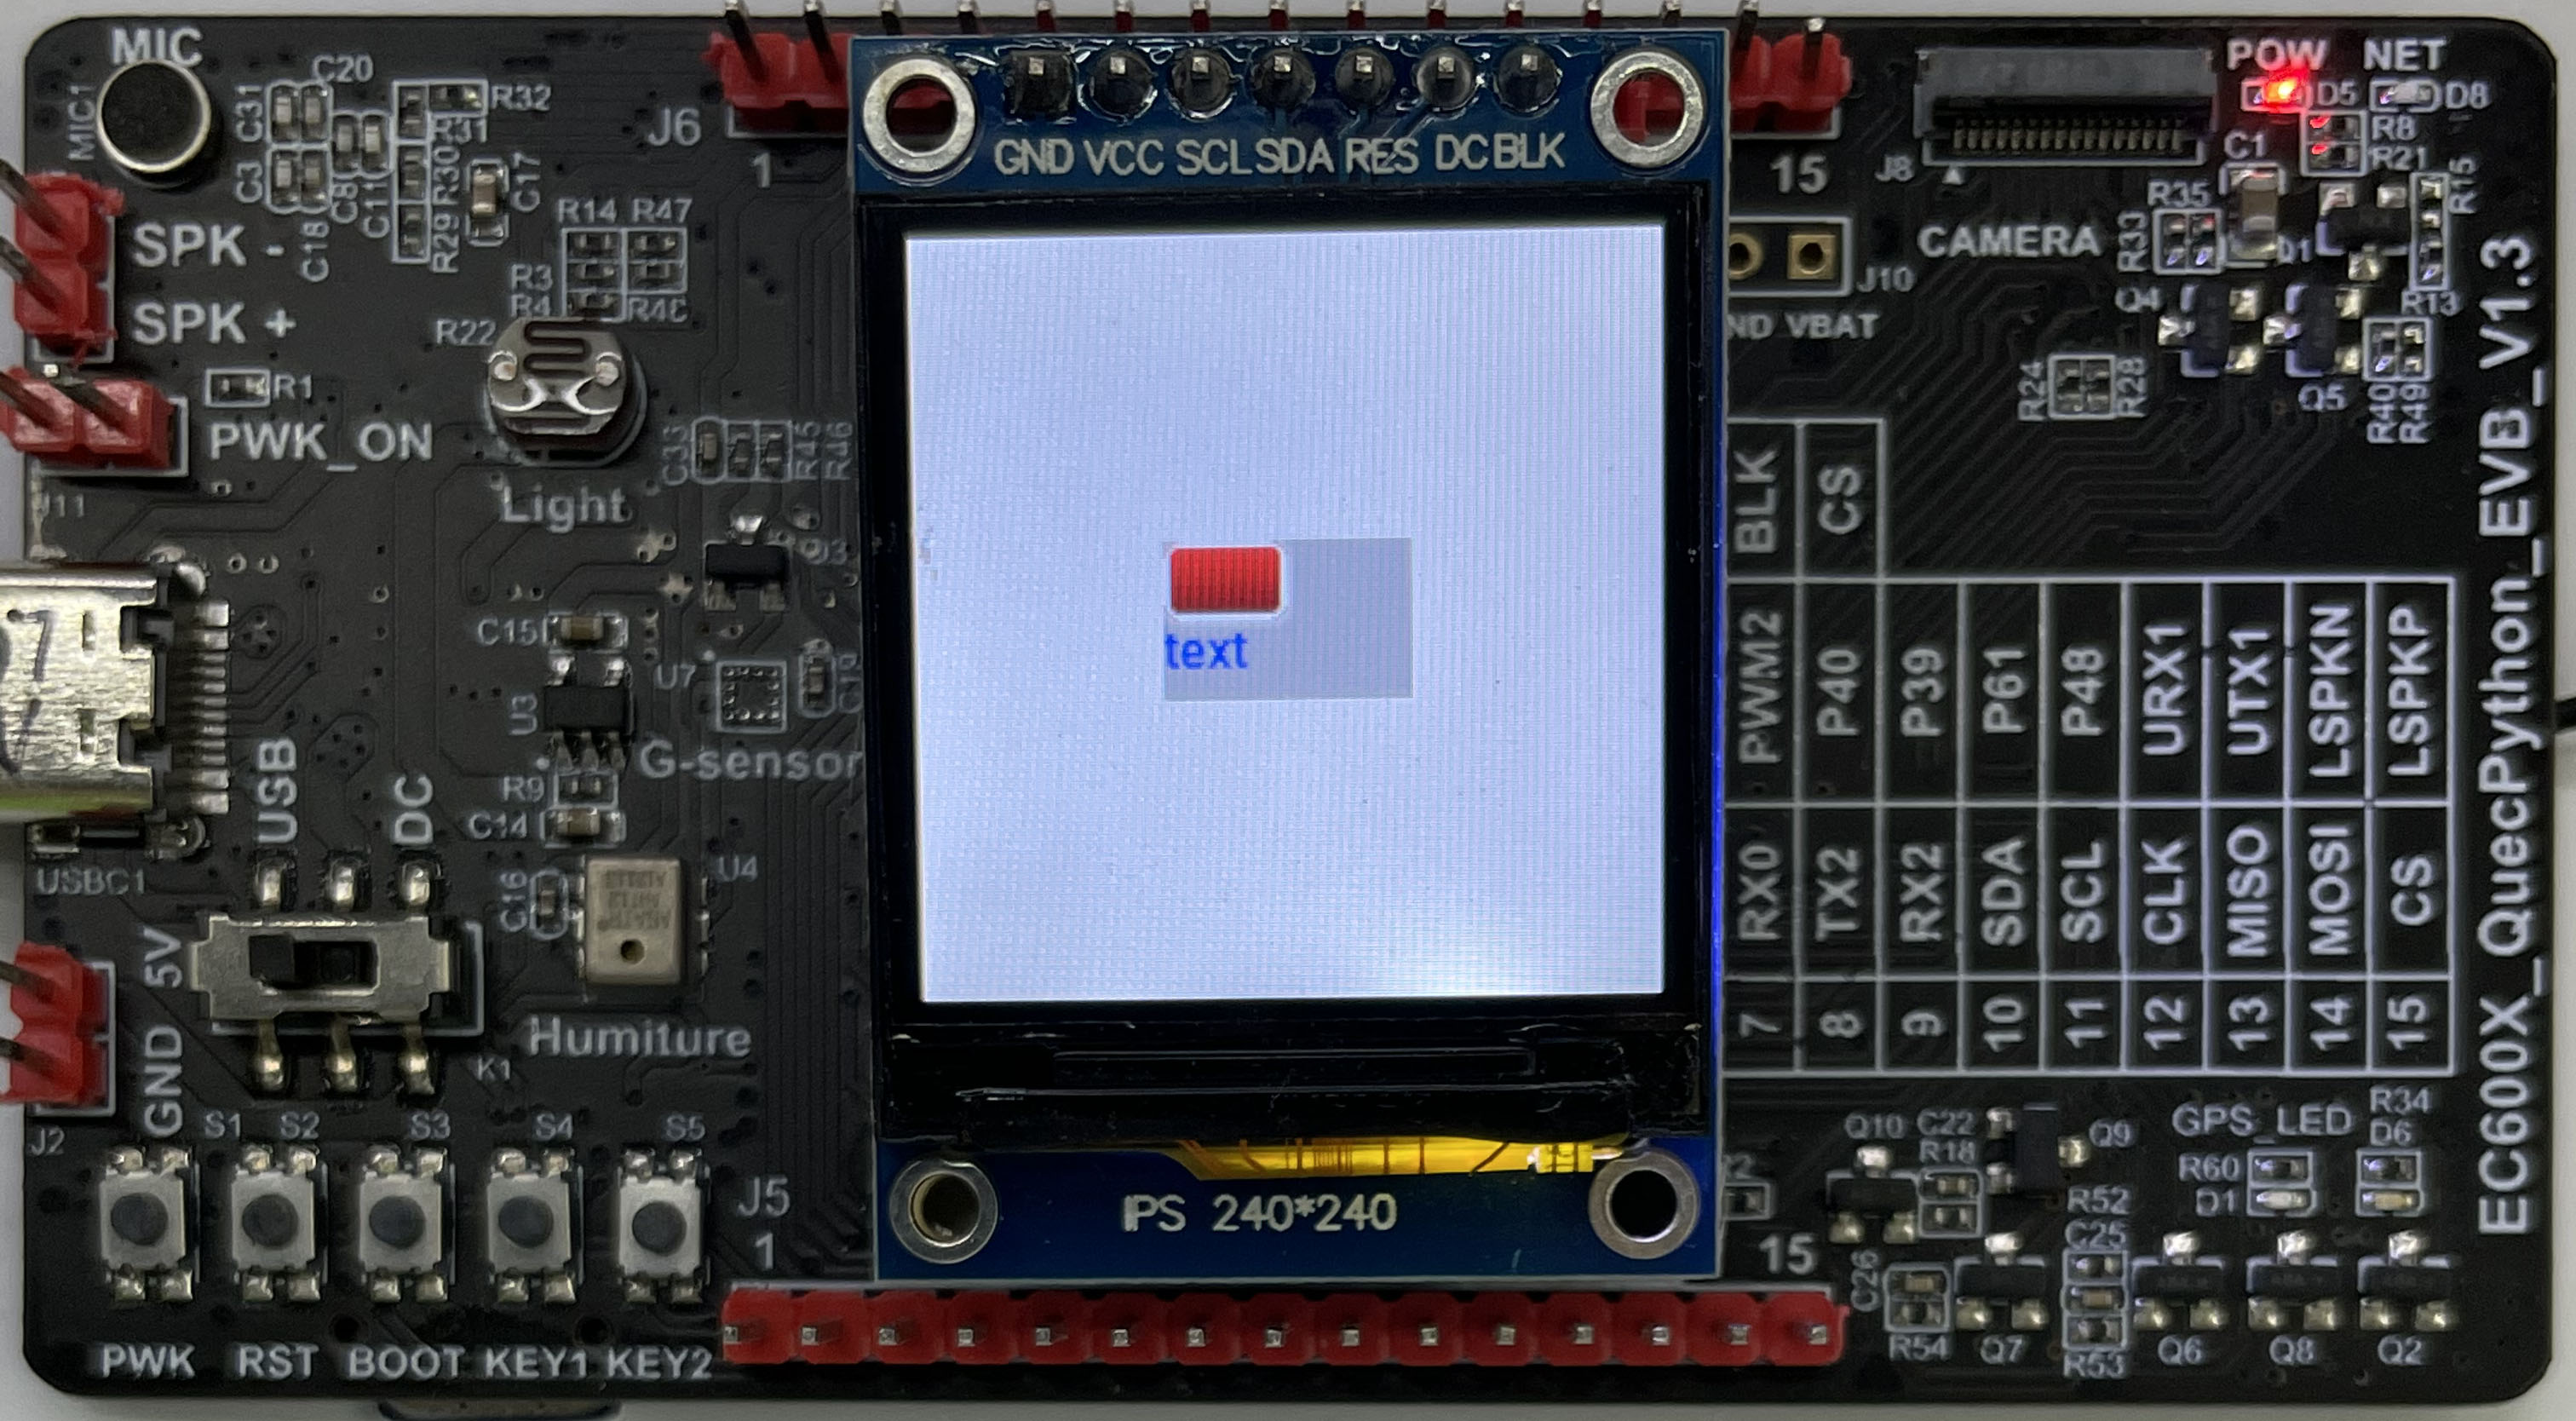 MIC
MIC1
C20
C31
R32
R31
C3
C8
C11
R30
C17
C18
R29
SPK -
SPK +
R14 R47
R3
R4
R22
R1
PWK_ON
J11
Light
C33
R45
R46
J6
1
GND VCC SCL SDA RES DC BLK
15
J10
ND VBAT
J8
CAMERA
POW NET
D5
D8
R8
R21
C1
R15
R35
R33
Q1
Q4
R13
Q5
R24
R28
R40
R49
EC600X_QuecPython_EVB_V1.3
text
C15
U3
U7
G-sensor
R9
C14
C16
U4
Humiture
USB
DC
USBC1
5V
GND
K1
J2
S1 S2 S3 S4 S5
PWK RST BOOT KEY1 KEY2
J5
1
IPS 240*240
15
BLK CS
PWM2 P40 P39 P61 P48 URX1 UTX1 LSPKN LSPKP
RX0 TX2 RX2 SDA SCL CLK MISO MOSI CS
7 8 9 10 11 12 13 14 15
Q10 C22
R18
Q9
GPS_LED
R34
D6
R60
D1
R52
C25
C26
R54
Q7
R53
Q6
Q8
Q2